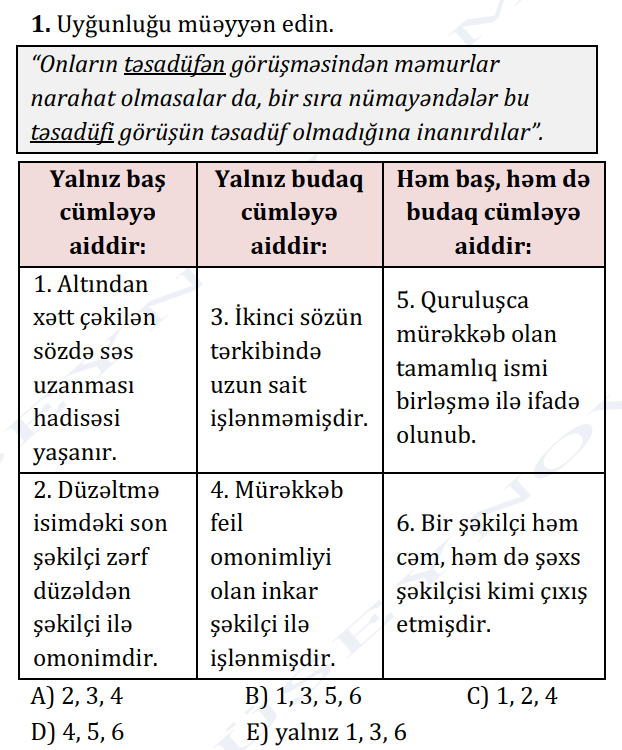 1. Uyğunluğu müəyyən edin.
“Onların təsadüfən görüşməsindən məmurlar
narahat olmasalar da, bir sıra nümayəndələr bu
təsadüfi görüşün təsadüf olmadığına inanırdılar”.
Yalnız baş
cümləyə
aiddir:
Yalnız budaq
cümləyə
aiddir:
Həm baş, həm də
budaq cümləyə
aiddir:
1. Altından
xətt çəkilən
sözdə səs
uzanması
hadisəsi
yaşanır.
3. İkinci sözün
tərkibində
uzun sait
işlənməmişdir.
5. Quruluşca
mürəkkəb olan
tamamlıq ismi
birləşmə ilə ifadə
olunub.
2. Düzəltmə
isimdəki son
şəkilçi zərf
düzəldən
şəkilçi ilə
omonimdir.
4. Mürəkkəb
feil
omonimliyi
olan inkar
şəkilçi ilə
işlənmişdir.
6. Bir şəkilçi həm
cəm, həm də şəxs
şəkilçisi kimi çıxış
etmişdir.
A) 2, 3, 4 B) 1, 3, 5, 6 C) 1, 2, 4
D) 4, 5, 6 E) yalnız 1, 3, 6